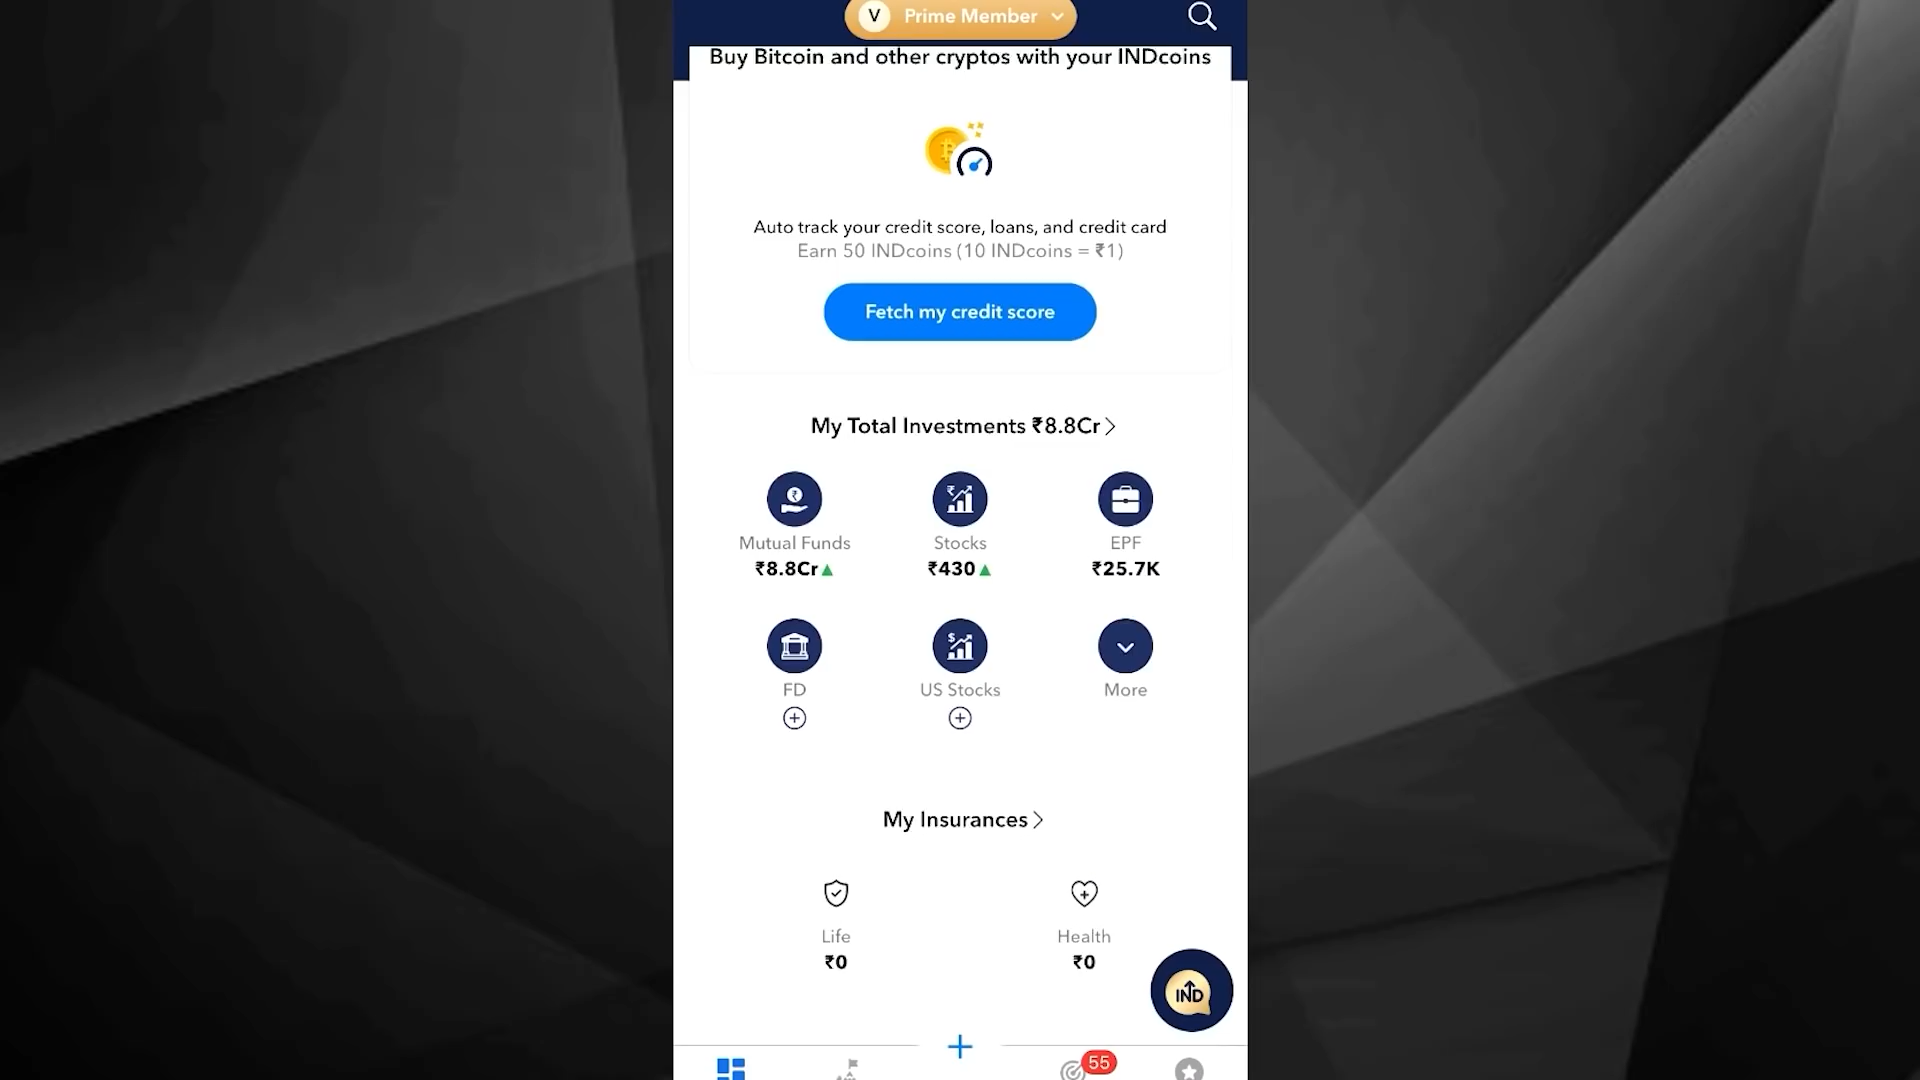 V Prime Member
Buy Bitcoin and other cryptos with your INDcoins
Auto track your credit score, loans, and credit card
Earn 50 INDcoins (10 INDcoins = ₹1)
Fetch my credit score
My Total Investments ₹8.8Cr
Mutual Funds Stocks EPF
₹8.8Cr ₹430 ₹25.7K
FD US Stocks More
My Insurances
Life Health
₹0 ₹0
IND
55